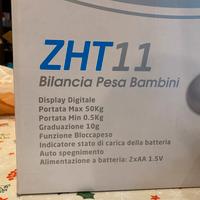 ZHT11
Bilancia Pesa Bambini
Display Digitale
Portata Max 50Kg
Portata Min 0.5Kg
Graduazione 10g
Funzione Bloccapeso
Indicatore stato di carica della batteria
Auto spegnimento
Alimentazione a batteria: 2xAA 1.5V